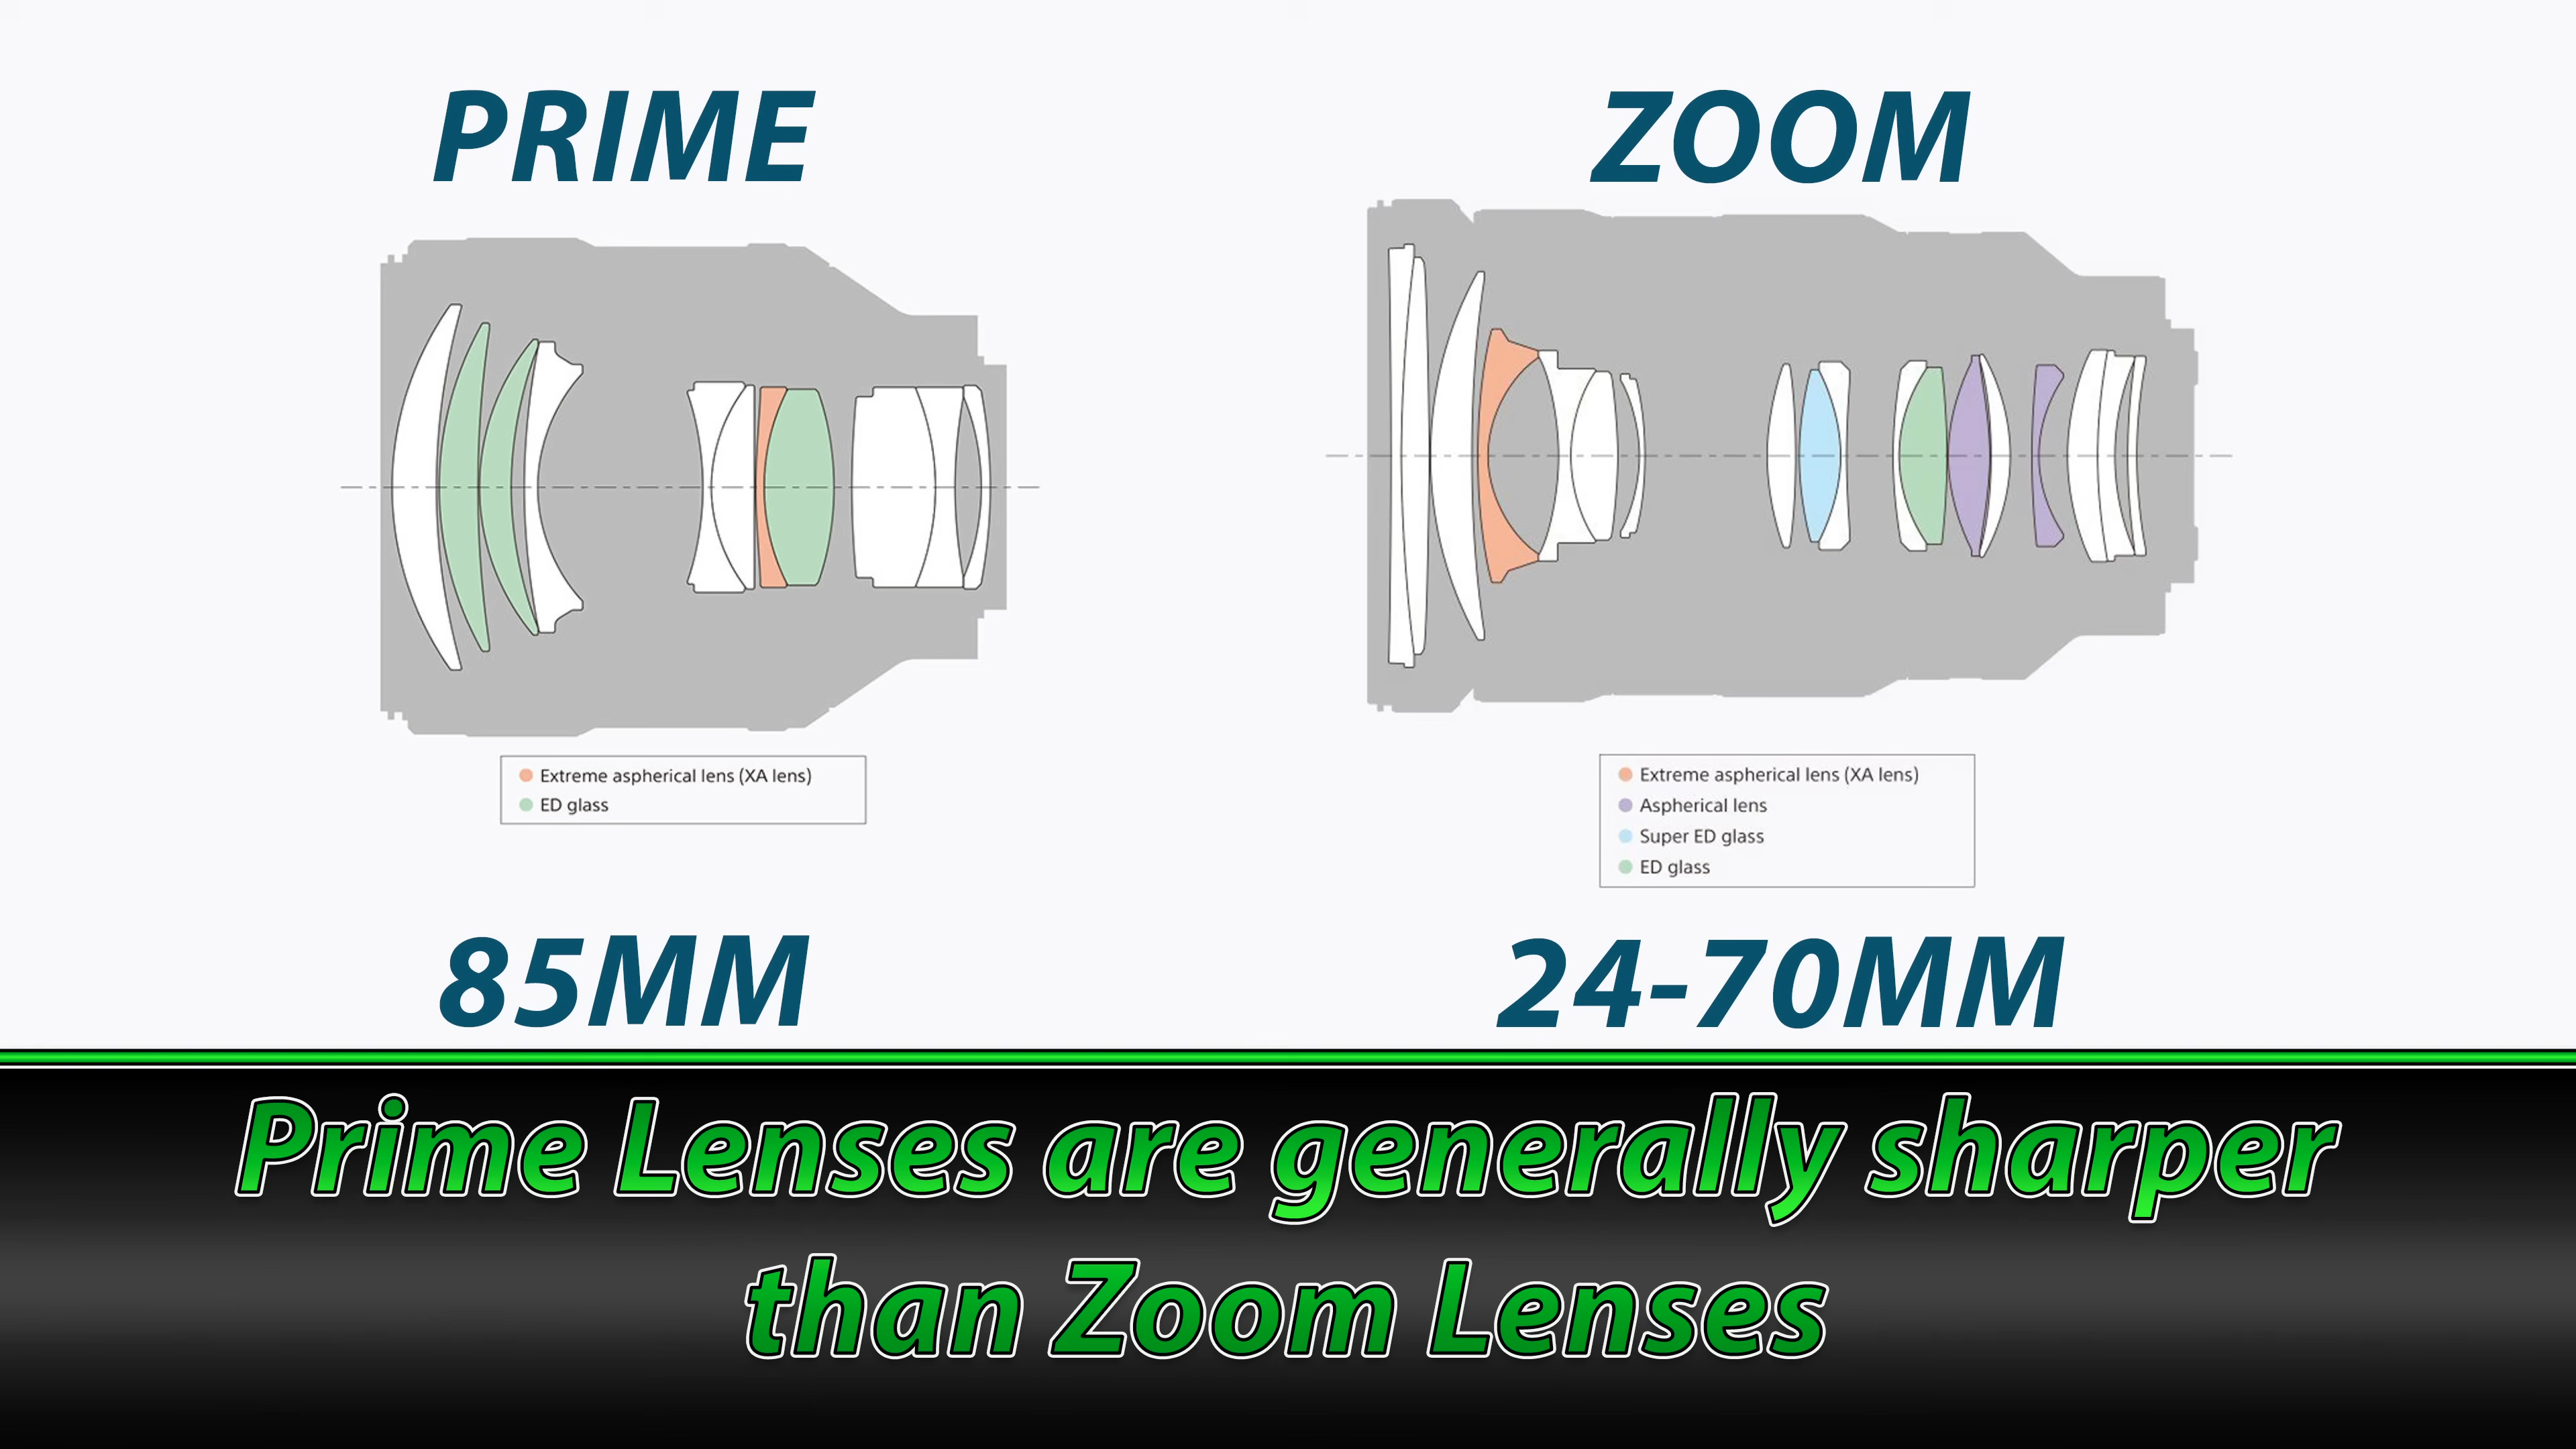 PRIME
Extreme aspherical lens (XA lens)
ED glass
85MM
ZOOM
Extreme aspherical lens (XA lens)
Aspherical lens
Super ED glass
ED glass
24-70MM
Prime Lenses are generally sharper
than Zoom Lenses